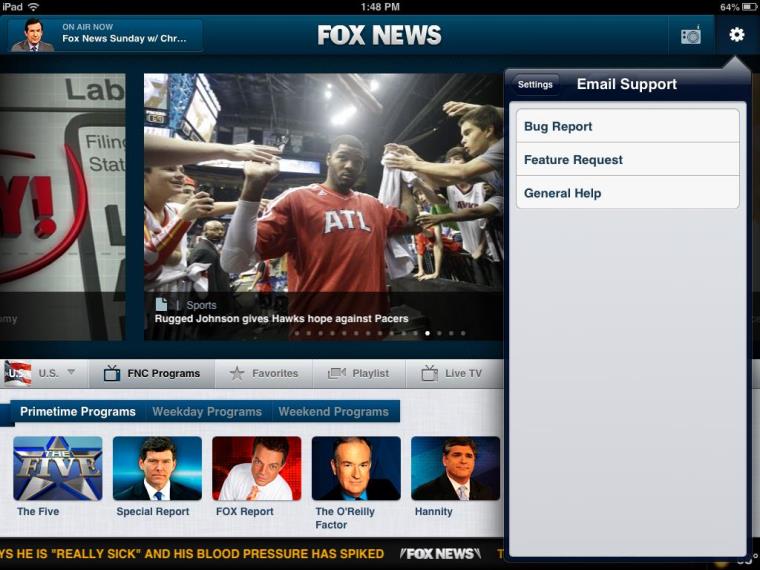 iPad
1:48 PM
64%
ON AIR NOW
Fox News Sunday w/ Chr...
FOX NEWS
Settings
Email Support
Bug Report
Feature Request
General Help
Lab
Filing
Stat
Y!
ATL
Sports
Rugged Johnson gives Hawks hope against Pacers
omy
U.S.
U.S.
FNC Programs
Favorites
Playlist
Live TV
Primetime Programs
Weekday Programs
Weekend Programs
THE FIVE
The Five
Special Report
FOX Report
The O'Reilly
Factor
Hannity
YS HE IS "REALLY SICK" AND HIS BLOOD PRESSURE HAS SPIKED
FOX NEWS
T